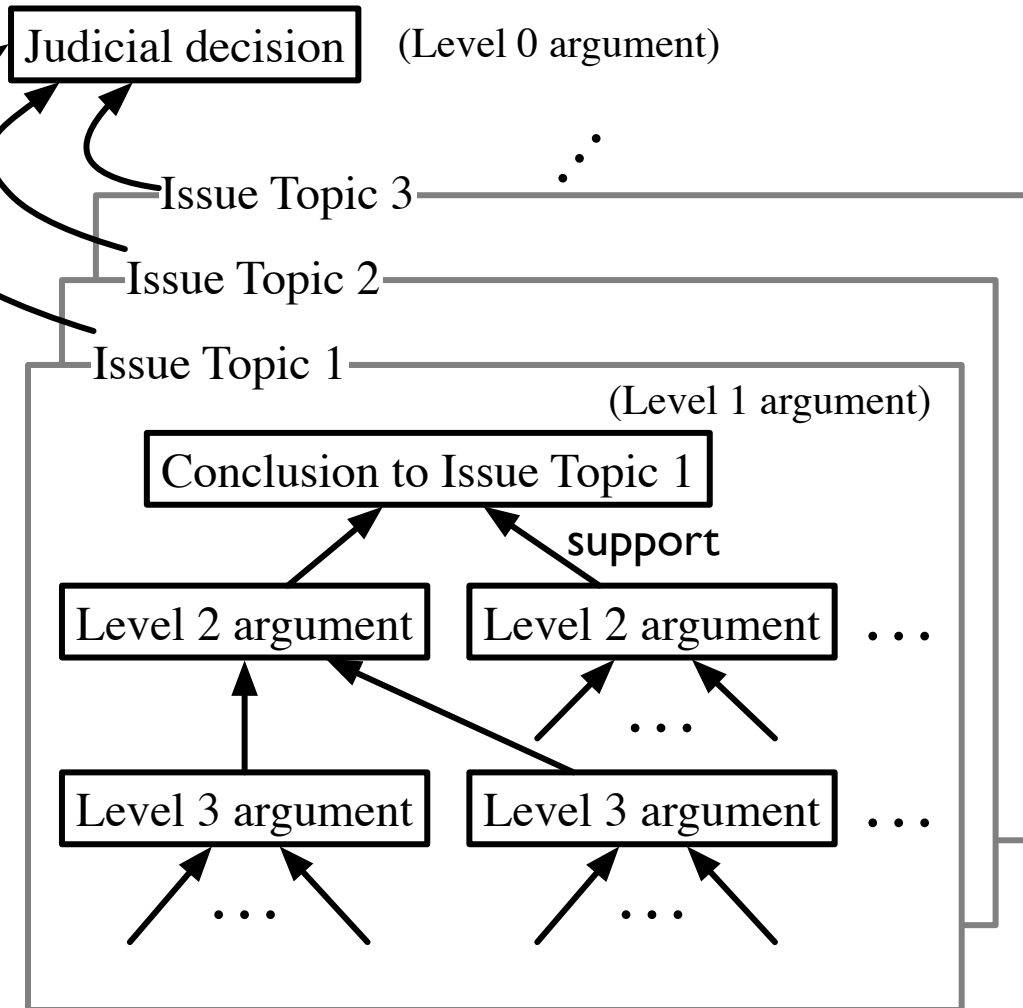 Judicial decision (Level 0 argument)
Issue Topic 3
Issue Topic 2
Issue Topic 1
(Level 1 argument)
Conclusion to Issue Topic 1
support
Level 2 argument Level 2 argument ...
...
Level 3 argument Level 3 argument ...
... ...